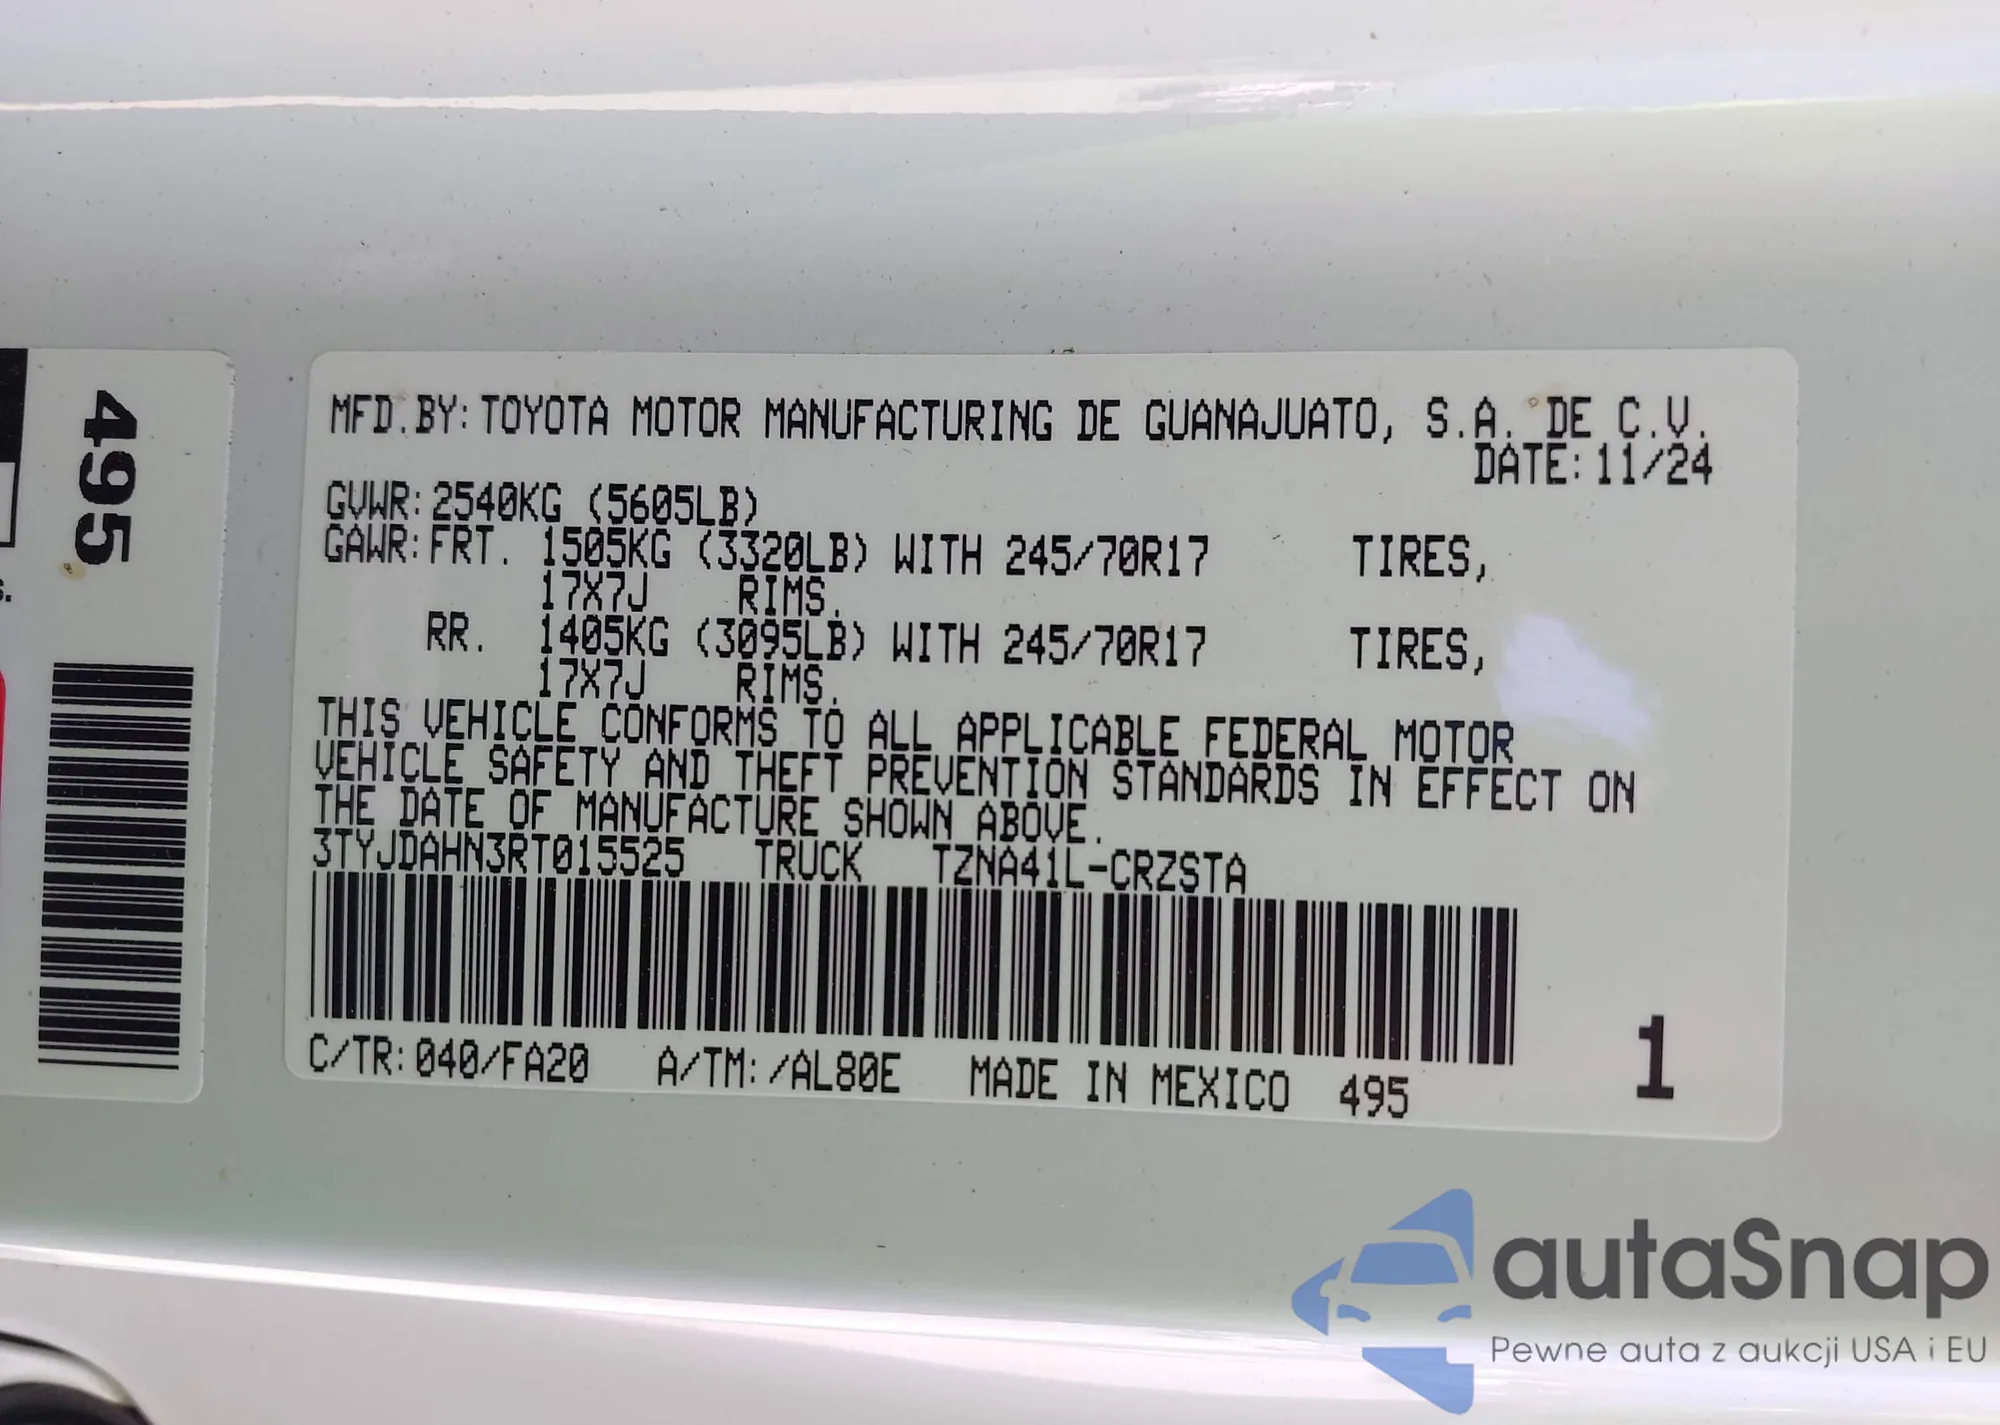 MFD.BY: TOYOTA MOTOR MANUFACTURING DE GUANAJUATO, S.A. DE C.V.
DATE: 11/24
GVWR: 2540KG (5605LB)
GAWR: FRT. 1505KG (3320LB) WITH 245/70R17 TIRES,
17X7J RIMS.
RR. 1405KG (3095LB) WITH 245/70R17 TIRES,
17X7J RIMS.
THIS VEHICLE CONFORMS TO ALL APPLICABLE FEDERAL MOTOR
VEHICLE SAFETY AND THEFT PREVENTION STANDARDS IN EFFECT ON
THE DATE OF MANUFACTURE SHOWN ABOVE.
3TYJDAHN3RT015525 TRUCK TZNA41L-CRZSTA
C/TR: 040/FA20 A/TM: /AL80E MADE IN MEXICO 495
1
495
autaSnap
Pewne auta z aukcji USA i EU